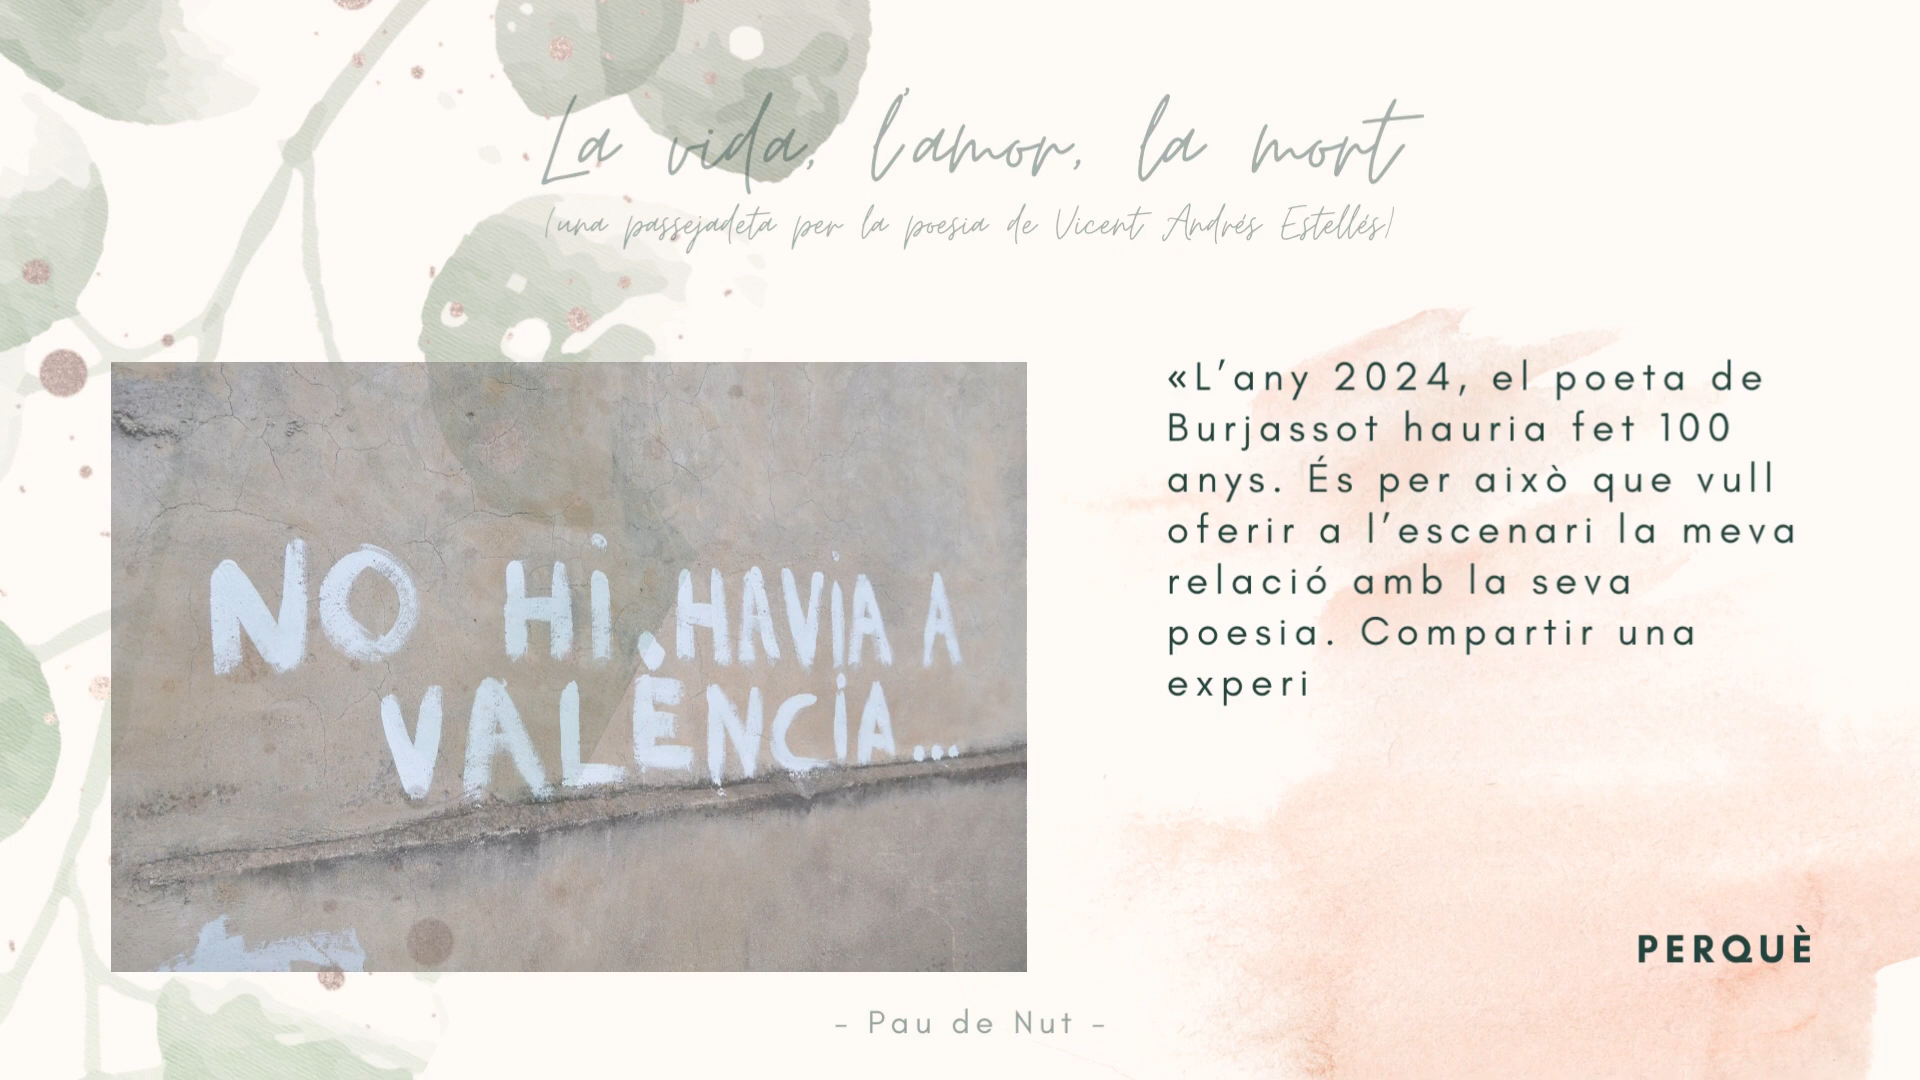 La vida, l'amor, la mort
(una passejadeta per la poesia de Vicent Andrés Estellés)
NO HI HAVIA A
VALÈNCIA...
«L'any 2024, el poeta de
Burjassot hauria fet 100
anys. És per això que vull
oferir a l'escenari la meva
relació amb la seva
poesia. Compartir una
experi
PERQUÈ
- Pau de Nut -